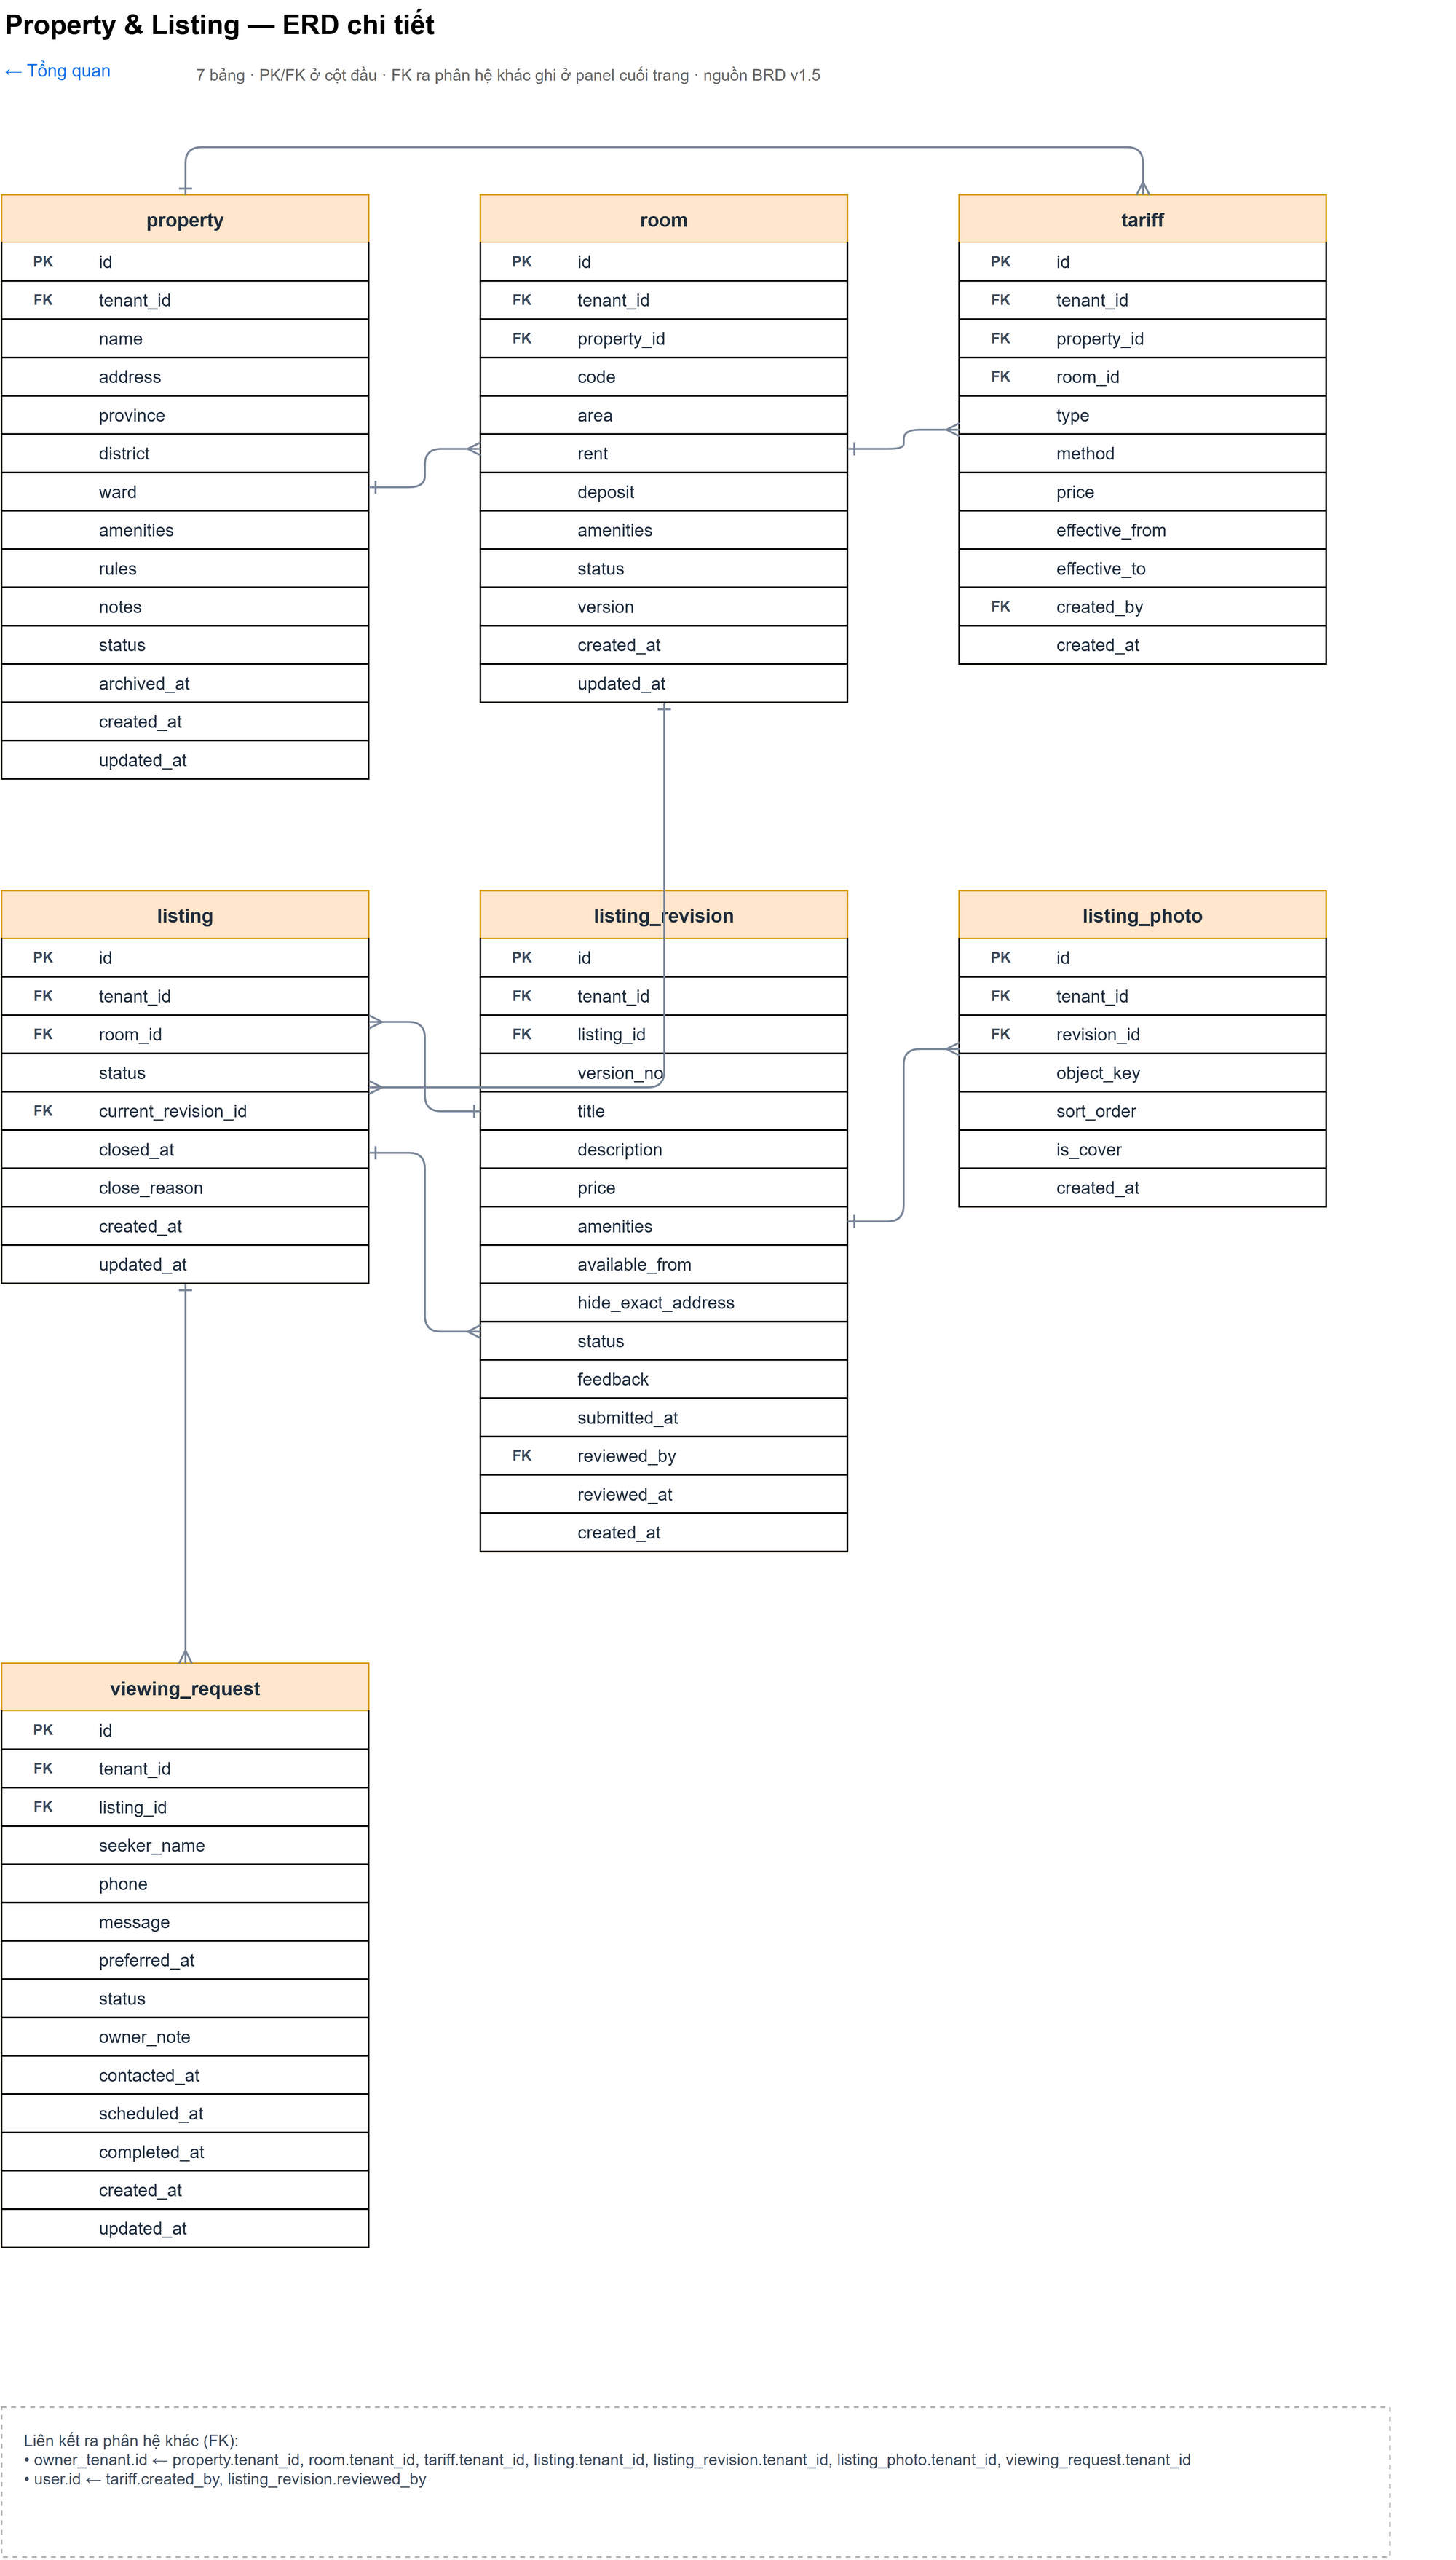 Property & Listing — ERD chi tiết
← Tổng quan
7 bảng · PK/FK ở cột đầu · FK ra phân hệ khác ghi ở panel cuối trang · nguồn BRD v1.5
property
PK id
FK tenant_id
name
address
province
district
ward
amenities
rules
notes
status
archived_at
created_at
updated_at
room
PK id
FK tenant_id
FK property_id
code
area
rent
deposit
amenities
status
version
created_at
updated_at
tariff
PK id
FK tenant_id
FK property_id
FK room_id
type
method
price
effective_from
effective_to
FK created_by
created_at
listing
PK id
FK tenant_id
FK room_id
status
FK current_revision_id
closed_at
close_reason
created_at
updated_at
listing_revision
PK id
FK tenant_id
FK listing_id
version_no
title
description
price
amenities
available_from
hide_exact_address
status
feedback
submitted_at
FK reviewed_by
reviewed_at
created_at
listing_photo
PK id
FK tenant_id
FK revision_id
object_key
sort_order
is_cover
created_at
viewing_request
PK id
FK tenant_id
FK listing_id
seeker_name
phone
message
preferred_at
status
owner_note
contacted_at
scheduled_at
completed_at
created_at
updated_at
Liên kết ra phân hệ khác (FK):
• owner_tenant.id ← property.tenant_id, room.tenant_id, tariff.tenant_id, listing.tenant_id, listing_revision.tenant_id, listing_photo.tenant_id, viewing_request.tenant_id
• user.id ← tariff.created_by, listing_revision.reviewed_by